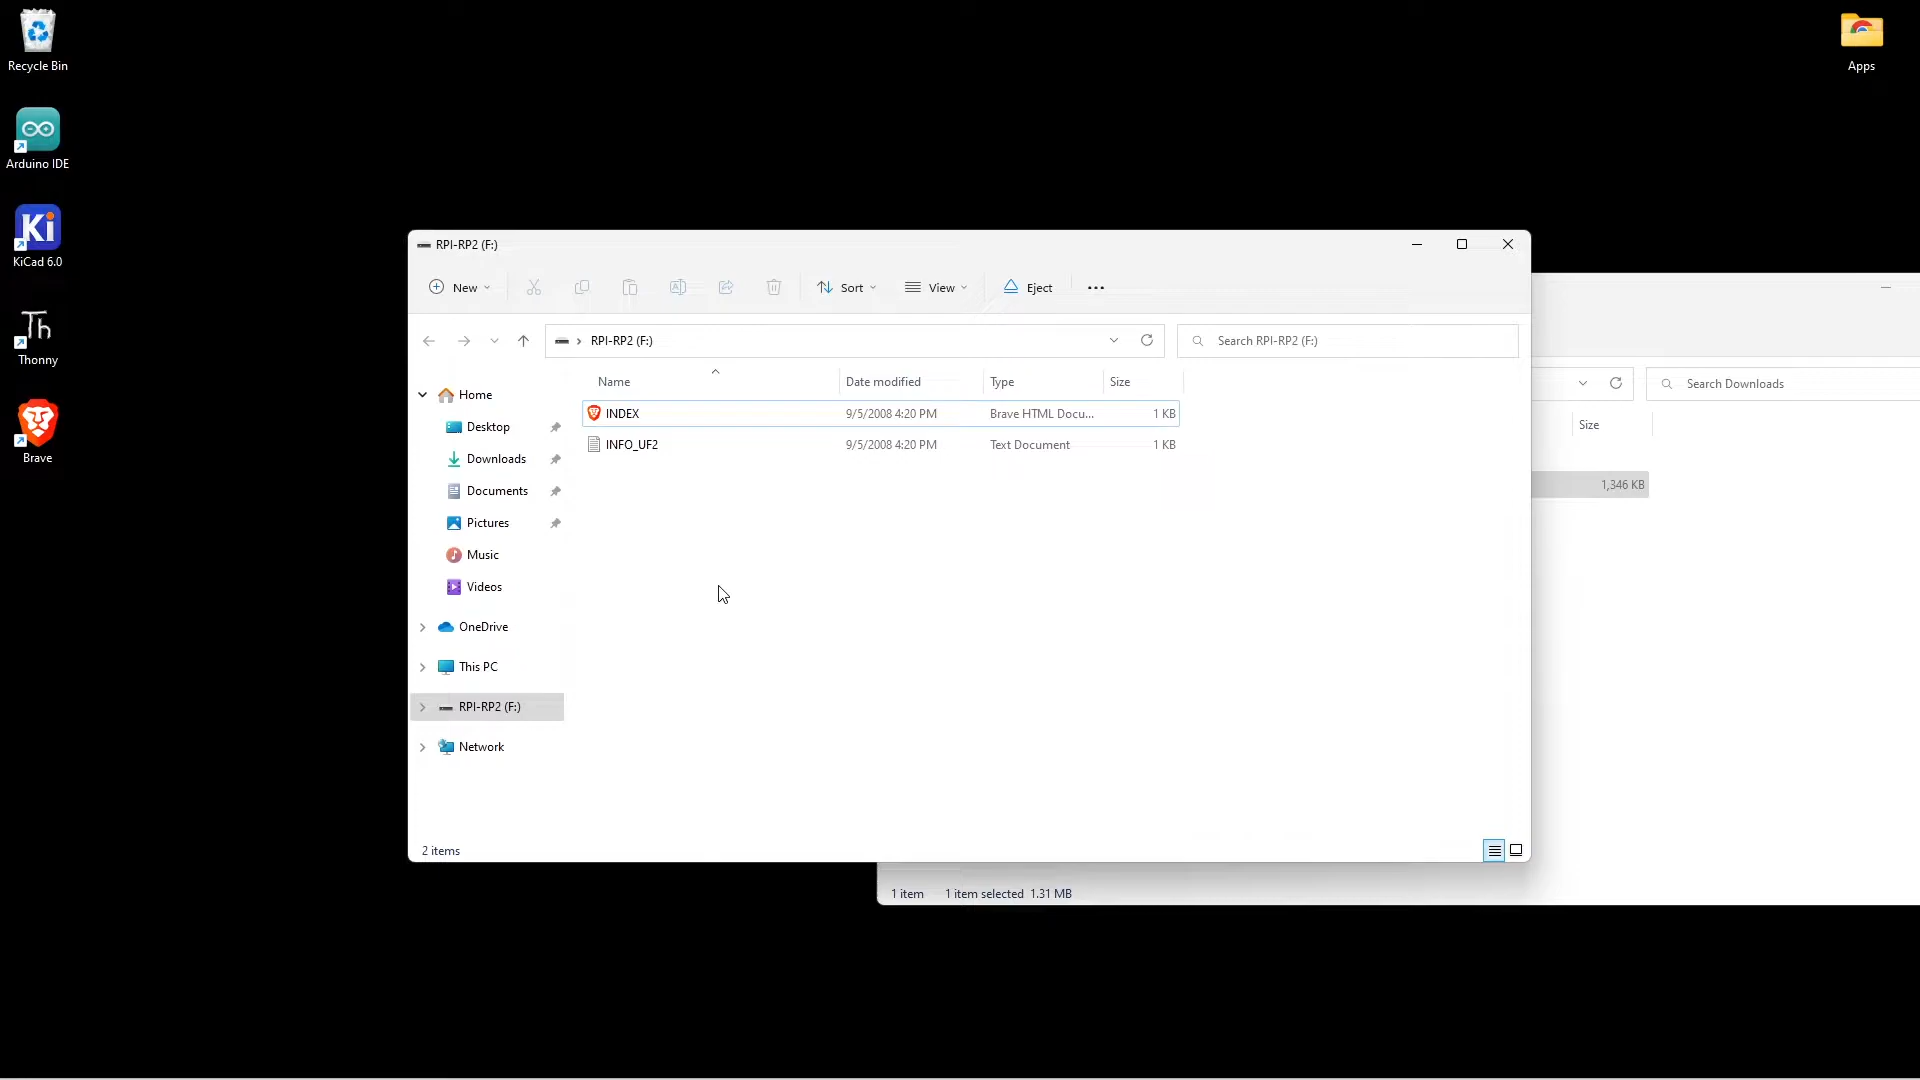 Recycle Bin
Apps
Arduino IDE
Ki
KiCad 6.0
Th
Thonny
Brave
RPI-RP2 (F:)
New
Sort
View
Eject
RPI-RP2 (F:)
Search RPI-RP2 (F:)
Search Downloads
Name Date modified Type Size
Size
INDEX 9/5/2008 4:20 PM Brave HTML Docu... 1 KB
INFO_UF2 9/5/2008 4:20 PM Text Document 1 KB
1,346 KB
Home
Desktop
Downloads
Documents
Pictures
Music
Videos
OneDrive
This PC
RPI-RP2 (F:)
Network
2 items
1 item 1 item selected 1.31 MB